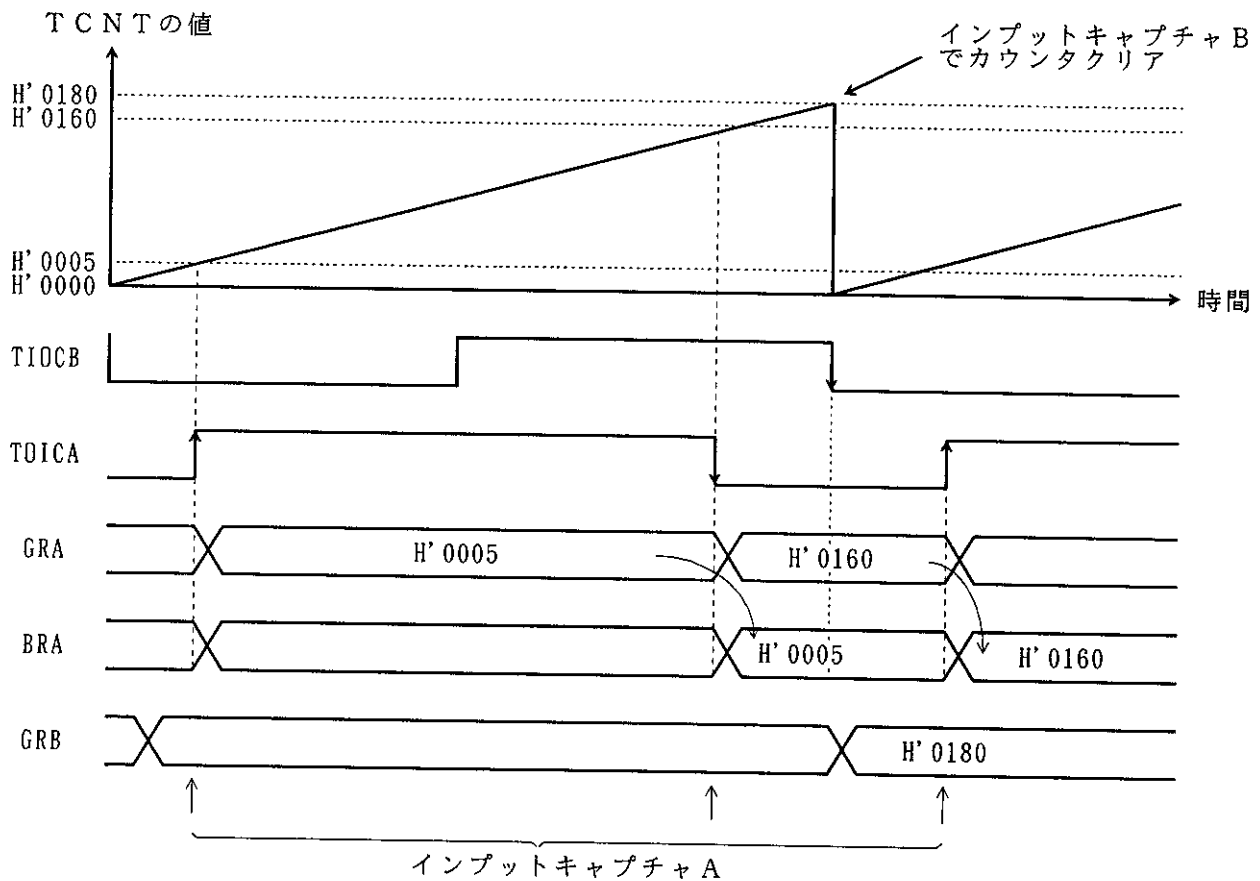 TCNTの値
インプットキャプチャB
でカウンタクリア
H'0180
H'0160
H'0005
H'0000
時間
TIOCB
TOICA
GRA
H'0005
H'0160
BRA
H'0005
H'0160
GRB
H'0180
インプットキャプチャA